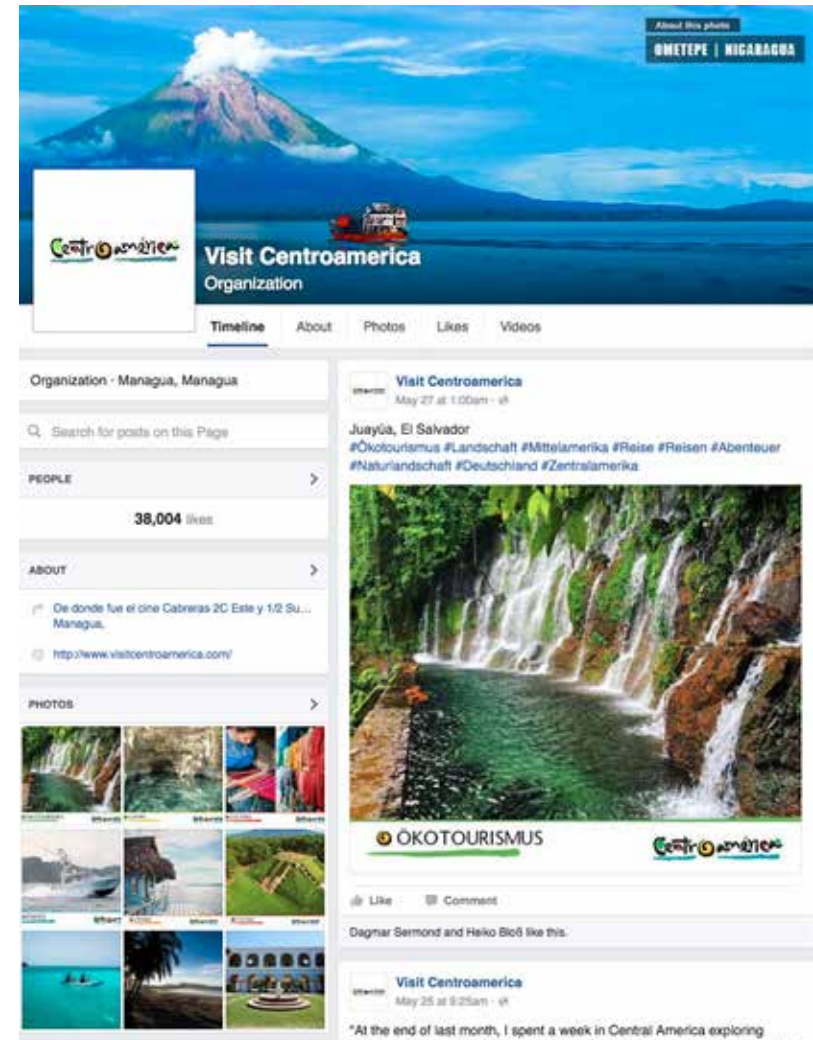 About this photo
OMETEPE | NICARAGUA
Centroamérica
Visit Centroamerica
Organization
Timeline About Photos Likes Videos
Organization · Managua, Managua
Search for posts on this Page
PEOPLE
38,004 likes
ABOUT
De donde fue el cine Cabreras 2C Este y 1/2 Su...
Managua,
http://www.visitcentroamerica.com/
PHOTOS
Visit Centroamerica
May 27 at 1:00am ·
Juayúa, El Salvador
#Ökotourismus #Landschaft #Mittelamerika #Reise #Reisen #Abenteuer
#Naturlandschaft #Deutschland #Zentralamerika
ÖKOTOURISMUS
Centroamérica
Like Comment
Dagmar Sermond and Heiko Bloß like this.
Visit Centroamerica
May 25 at 9:25am ·
"At the end of last month, I spent a week in Central America exploring